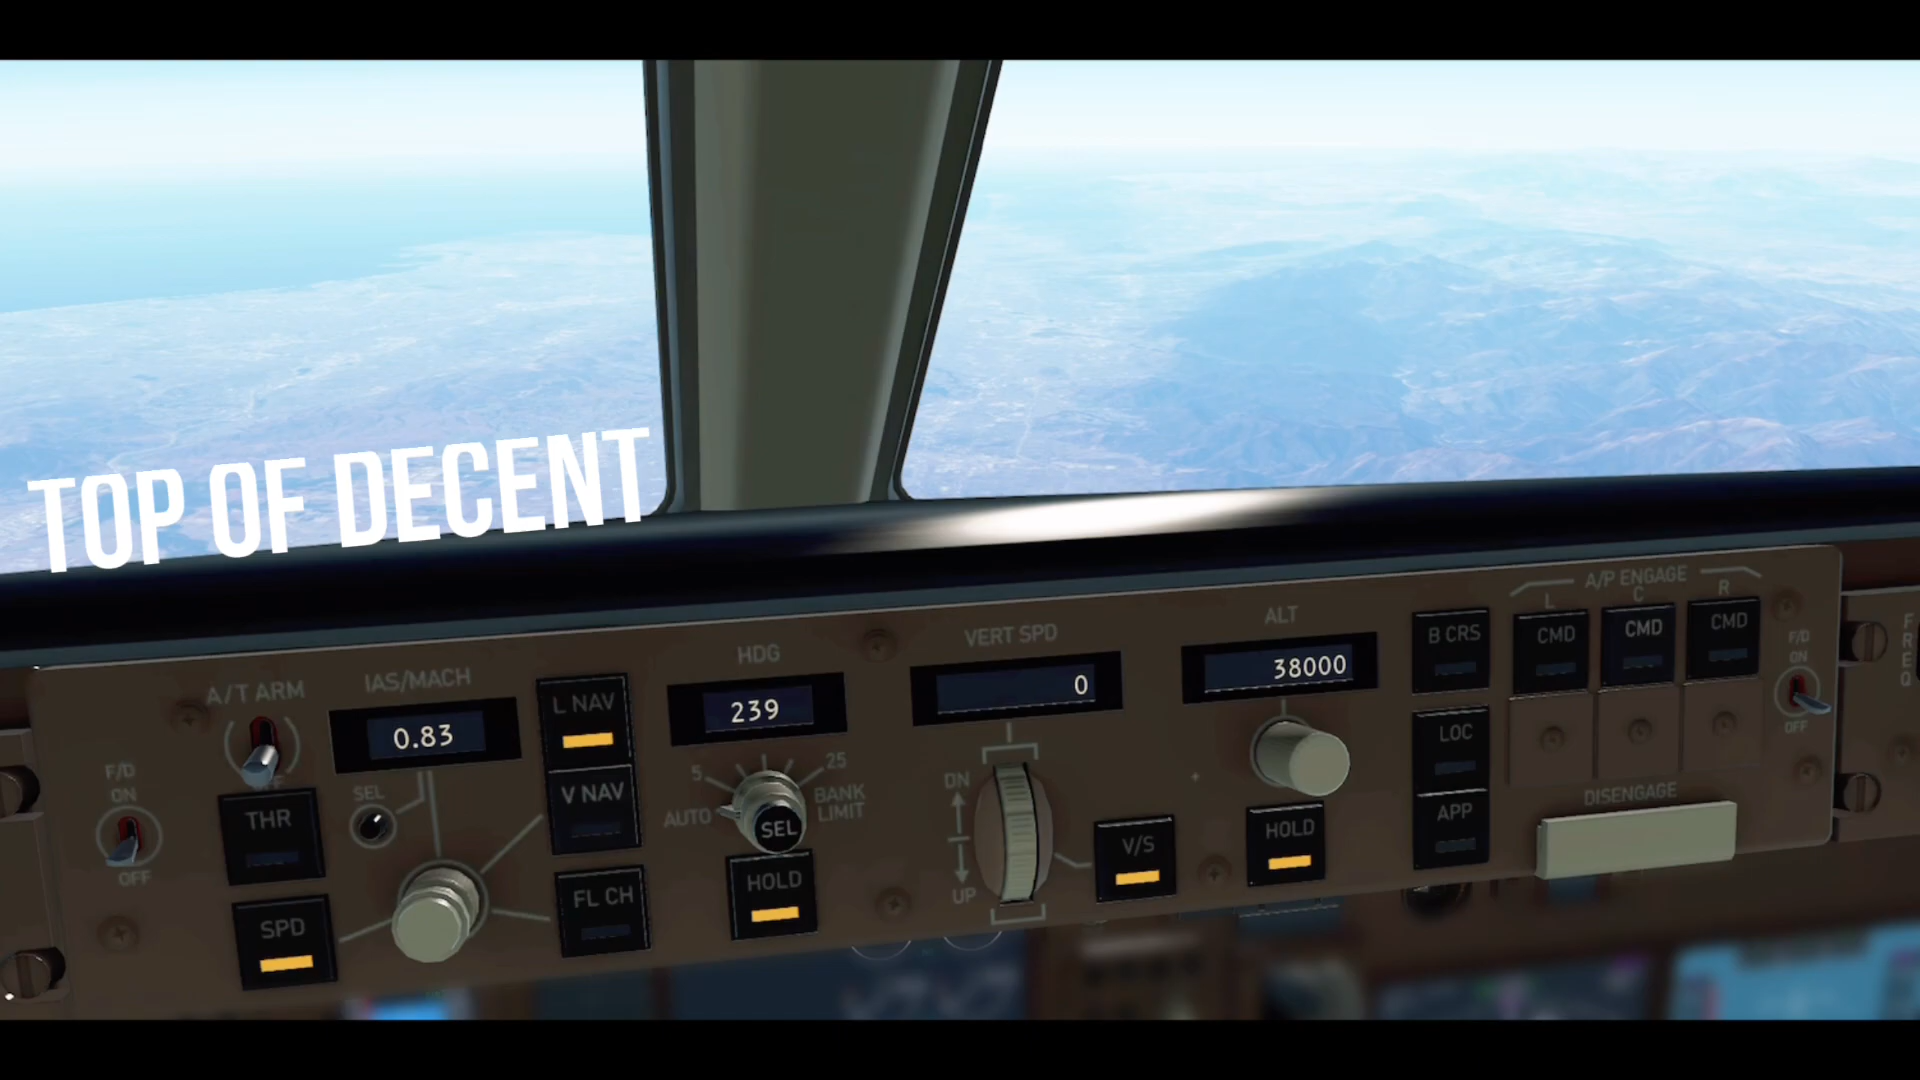 TOP OF DECENT
A/P ENGAGE
L C R
A/T ARM
IAS/MACH
HDG
VERT SPD
ALT
0.83
239
0
38000
L NAV
V NAV
FL CH
B CRS
LOC
APP
CMD
CMD
CMD
F/D
ON
OFF
F/D
ON
OFF
THR
SPD
SEL
5
25
AUTO
BANK
LIMIT
SEL
HOLD
DN
UP
V/S
HOLD
DISENGAGE